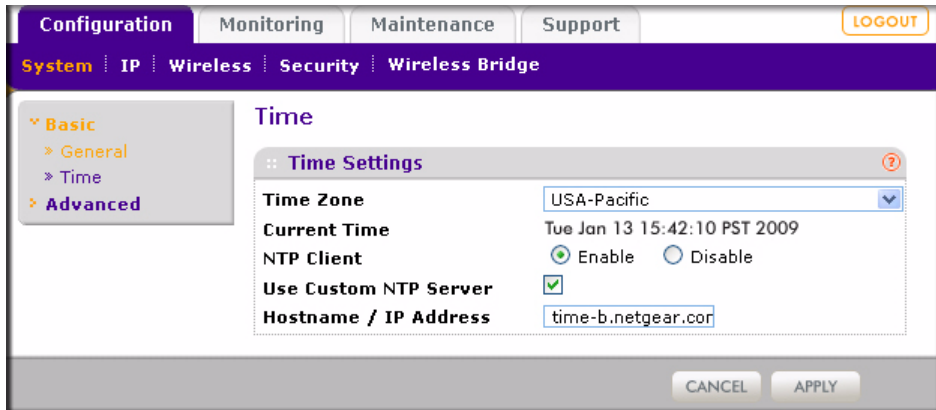 Configuration Monitoring Maintenance Support LOGOUT
System IP Wireless Security Wireless Bridge
Basic
» General
» Time
Advanced
Time
Time Settings ?
Time Zone USA-Pacific
Current Time Tue Jan 13 15:42:10 PST 2009
NTP Client Enable Disable
Use Custom NTP Server
Hostname / IP Address time-b.netgear.cor
CANCEL APPLY